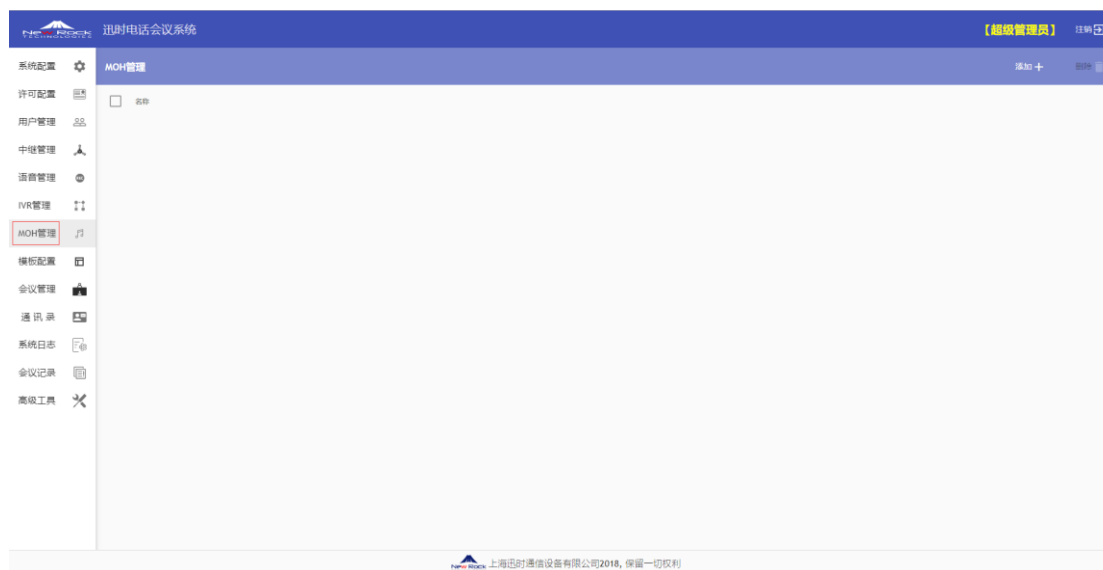 New Rock
TECHNOLOGIES
迅时电话会议系统
【超级管理员】
注销
系统配置
MOH管理
添加
删除
许可配置
名称
用户管理
中继管理
语音管理
IVR管理
MOH管理
模板配置
会议管理
通讯录
系统日志
会议记录
高级工具
New Rock 上海迅时通信设备有限公司2018, 保留一切权利